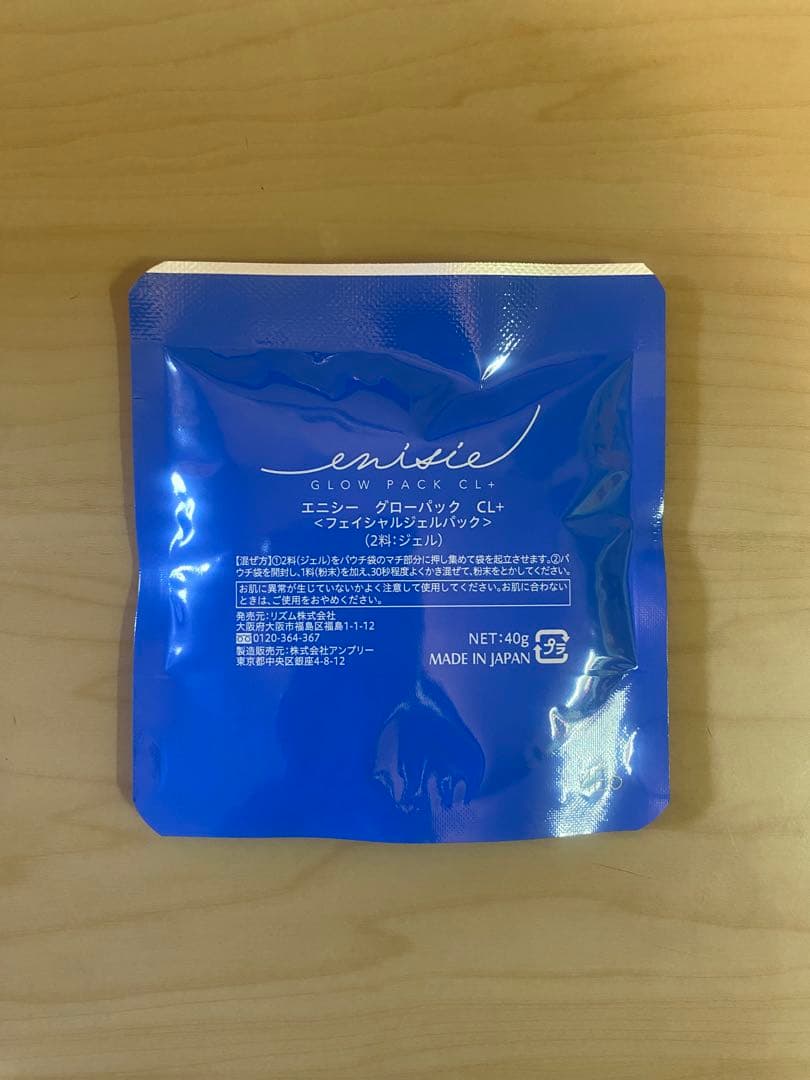 enisie
GLOW PACK CL+
エニシー グローパック CL+
<フェイシャルジェルパック>
(2料:ジェル)
【混ぜ方】①2料(ジェル)をパウチ袋のマチ部分に押し集めて袋を起立させます。②パ
ウチ袋を開封し、1料(粉末)を加え、30秒程度よくかき混ぜて、粉末をとかしてください。
お肌に異常が生じていないかよく注意して使用してください。お肌に合わない
ときは、ご使用をおやめください。
発売元:リズム株式会社
大阪府大阪市福島区福島1-1-12
0120-364-367
製造販売元:株式会社アンプリー
東京都中央区銀座4-8-12
NET:40g
MADE IN JAPAN
プラ